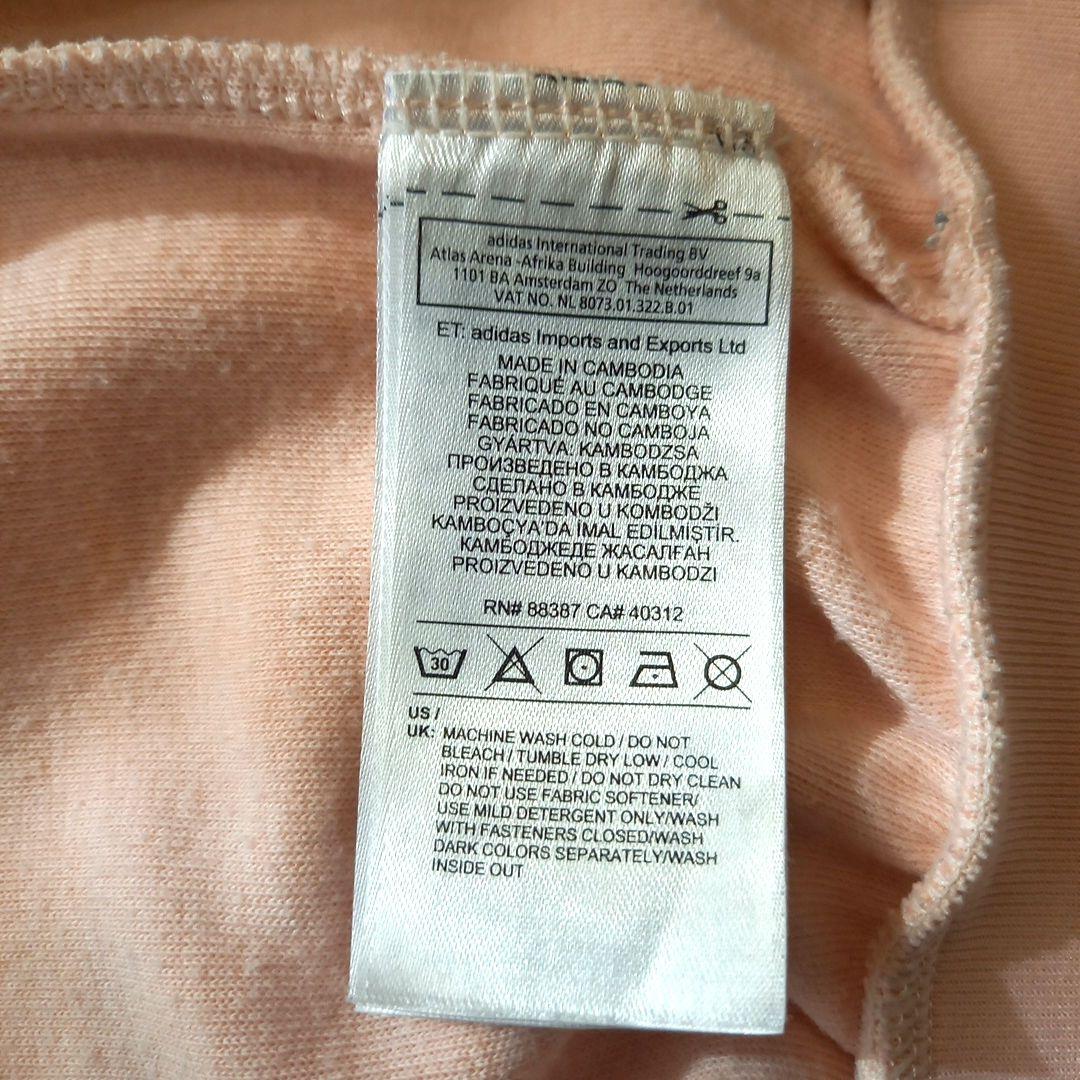 adidas International Trading BV
Atlas Arena -Afrika Building Hoogoorddreef 9a
1101 BA Amsterdam ZO The Netherlands
VAT NO. NL 8073.01.322.B.01
ET: adidas Imports and Exports Ltd
MADE IN CAMBODIA
FABRIQUÉ AU CAMBODGE
FABRICADO EN CAMBOYA
FABRICADO NO CAMBOJA
GYÁRTVA: KAMBODZSA
ПРОИЗВЕДЕНО В КАМБОДЖА
СДЕЛАНО В КАМБОДЖЕ
PROIZVEDENO U KOMBODŽI
KAMBOÇYA'DA İMAL EDİLMİŞTİR.
КАМБОДЖЕДЕ ЖАСАЛҒАН
PROIZVEDENO U KAMBODZI
RN# 88387 CA# 40312
30
US /
UK: MACHINE WASH COLD / DO NOT
BLEACH / TUMBLE DRY LOW / COOL
IRON IF NEEDED / DO NOT DRY CLEAN
DO NOT USE FABRIC SOFTENER/
USE MILD DETERGENT ONLY/WASH
WITH FASTENERS CLOSED/WASH
DARK COLORS SEPARATELY/WASH
INSIDE OUT